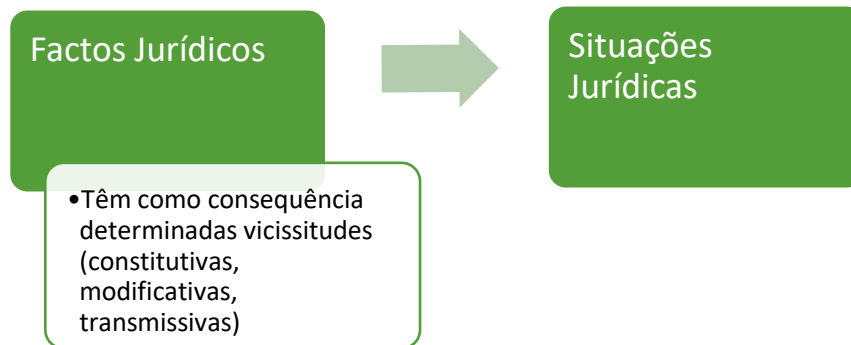 Factos Jurídicos
•Têm como consequência
determinadas vicissitudes
(constitutivas,
modificativas,
transmissivas)
Situações
Jurídicas